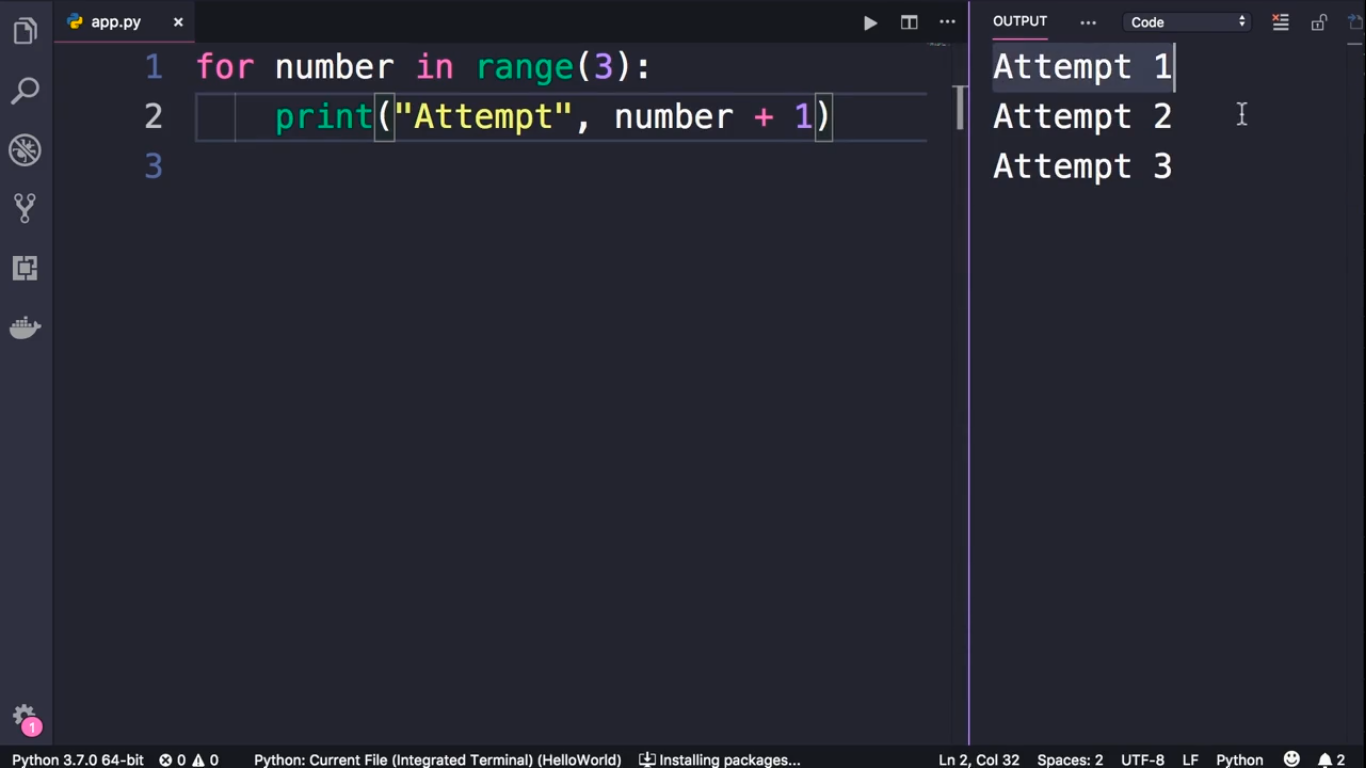 app.py
OUTPUT
Code
1 for number in range(3):
2     print("Attempt", number + 1)
3
Attempt 1
Attempt 2
Attempt 3
1
Python 3.7.0 64-bit 0 0 Python: Current File (Integrated Terminal) (HelloWorld) Installing packages... Ln 2, Col 32 Spaces: 2 UTF-8 LF Python 2